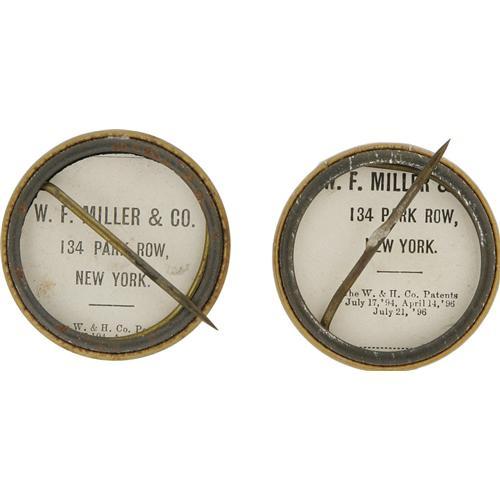 W. F. MILLER & CO.
134 PARK ROW,
NEW YORK.
W. & H. Co.
W. F. MILLER &
134 PARK ROW,
NEW YORK.
The W. & H. Co. Patents
July 17, '94, April 14, '96
July 21, '96